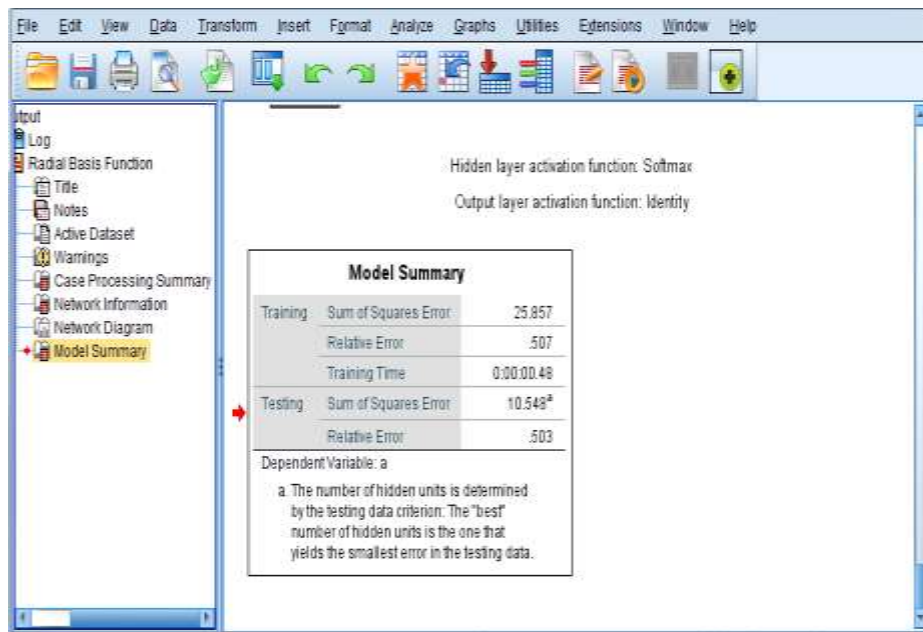 File Edit View Data Transform Insert Format Analyze Graphs Utilities Extensions Window Help
utput
Log
Radial Basis Function
Title
Notes
Active Dataset
Warnings
Case Processing Summary
Network Information
Network Diagram
Model Summary
Hidden layer activation function: Softmax
Output layer activation function: Identity
Model Summary
Training Sum of Squares Error 25.857
Relative Error .507
Training Time 0:00:00.48
Testing Sum of Squares Error 10.548a
Relative Error .503
Dependent Variable: a
a. The number of hidden units is determined
by the testing data criterion: The "best"
number of hidden units is the one that
yields the smallest error in the testing data.